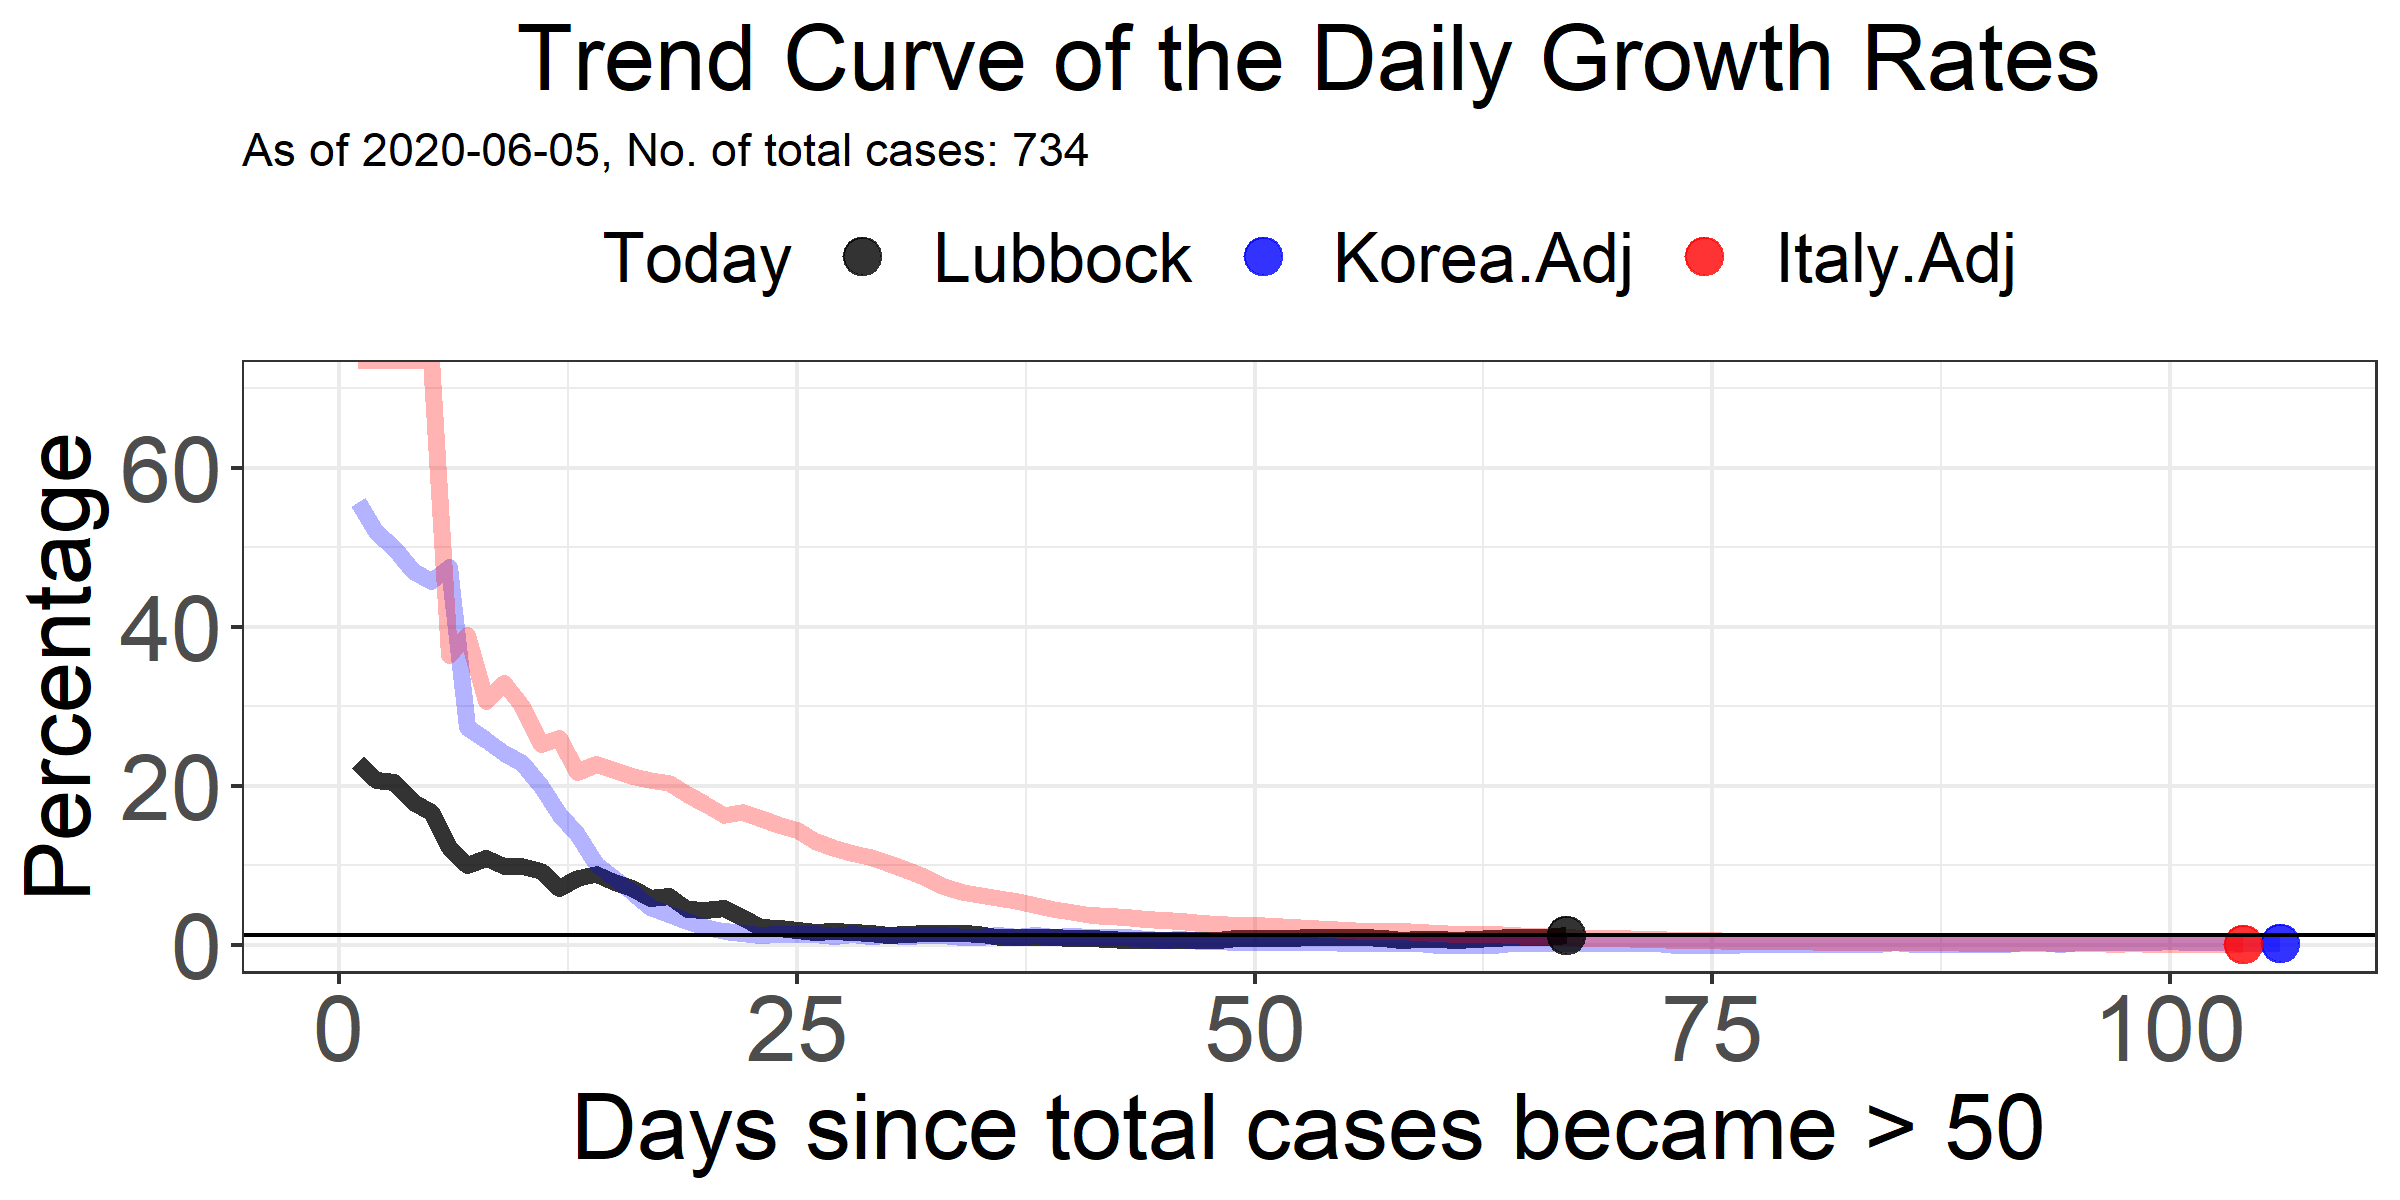 Trend Curve of the Daily Growth Rates
As of 2020-06-05, No. of total cases: 734
Today Lubbock Korea.Adj Italy.Adj
Percentage
60
40
20
0
0 25 50 75 100
Days since total cases became > 50